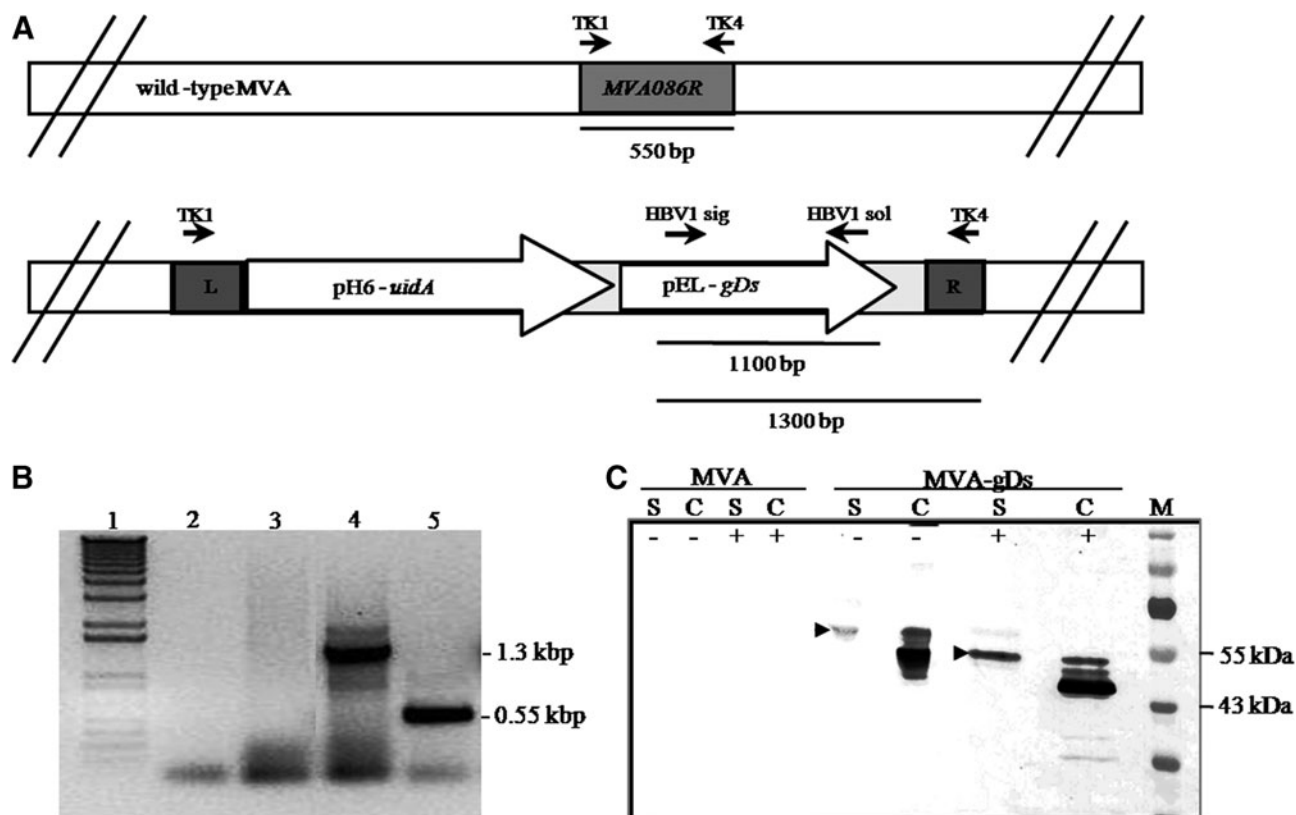 A
TK1 TK4
wild -typeMVA MVA086R
550 bp
TK1 HBV1 sig HBV1 sol TK4
L pH6 - uidA pEL - gDs R
1100 bp
1300 bp
B
1 2 3 4 5
- 1.3 kbp
- 0.55 kbp
C
MVA MVA-gDs
S C S C S C S C M
- - + + - - + +
- 55 kDa
- 43 kDa